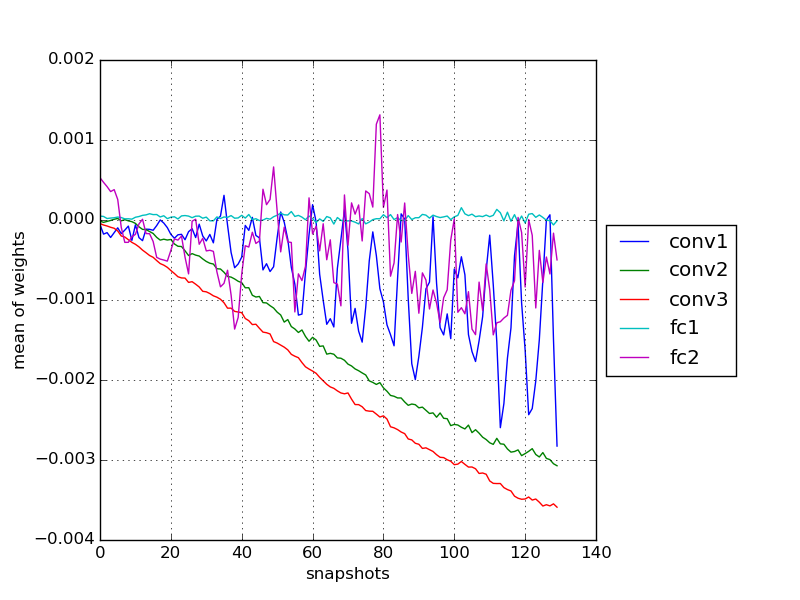 0.002
0.001
0.000
−0.001
−0.002
−0.003
−0.004
mean of weights
0 20 40 60 80 100 120 140
snapshots
conv1
conv2
conv3
fc1
fc2